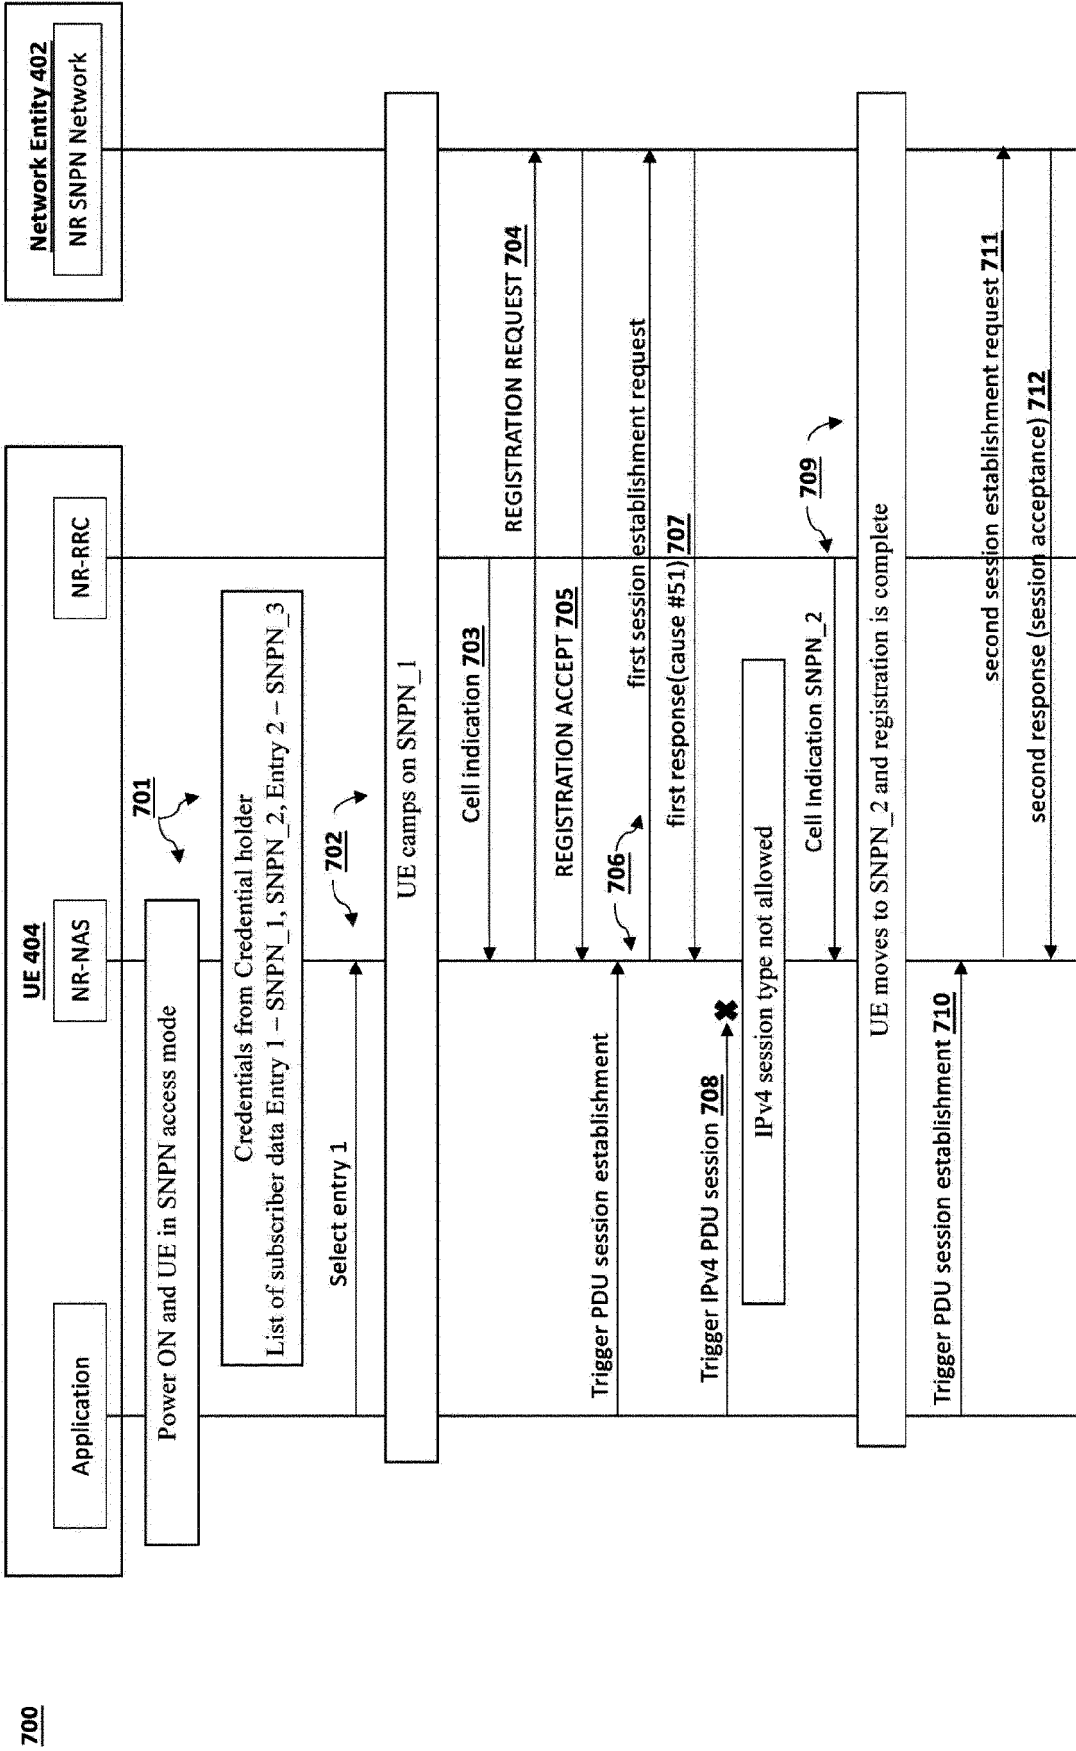 700
UE 404
Network Entity 402
Application
NR-NAS
NR-RRC
NR SNPN Network
Power ON and UE in SNPN access mode
701
Credentials from Credential holder
List of subscriber data Entry 1 – SNPN_1, SNPN_2, Entry 2 – SNPN_3
Select entry 1
702
UE camps on SNPN_1
Cell indication 703
REGISTRATION REQUEST 704
REGISTRATION ACCEPT 705
Trigger PDU session establishment
706
first session establishment request
first response(cause #51) 707
Trigger IPv4 PDU session 708
IPv4 session type not allowed
Cell Indication SNPN_2
709
UE moves to SNPN_2 and registration is complete
Trigger PDU session establishment 710
second session establishment request 711
second response (session acceptance) 712